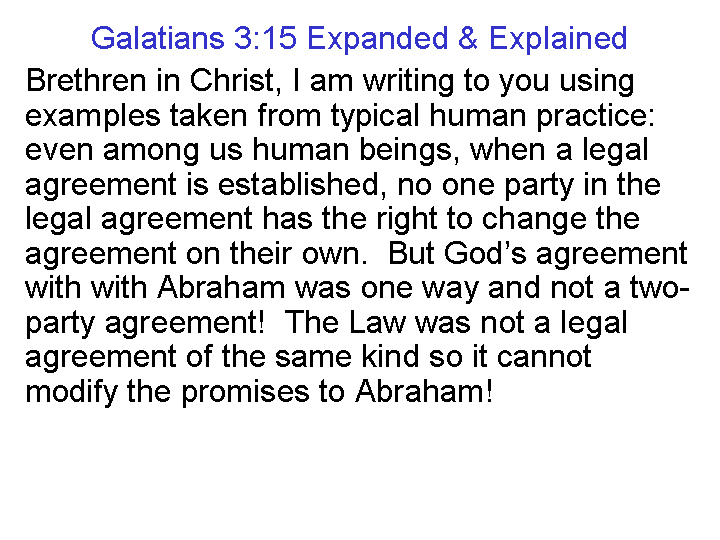 Galatians 3:15 Expanded & Explained
Brethren in Christ, I am writing to you using
examples taken from typical human practice:
even among us human beings, when a legal
agreement is established, no one party in the
legal agreement has the right to change the
agreement on their own.  But God’s agreement
with with Abraham was one way and not a two-
party agreement!  The Law was not a legal
agreement of the same kind so it cannot
modify the promises to Abraham!